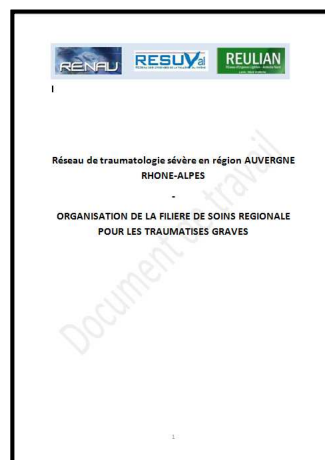 RENAU RESUVal REULIAN
Réseau de traumatologie sévère en région AUVERGNE
RHONE-ALPES
-
ORGANISATION DE LA FILIERE DE SOINS REGIONALE
POUR LES TRAUMATISES GRAVES
Document de travail
1